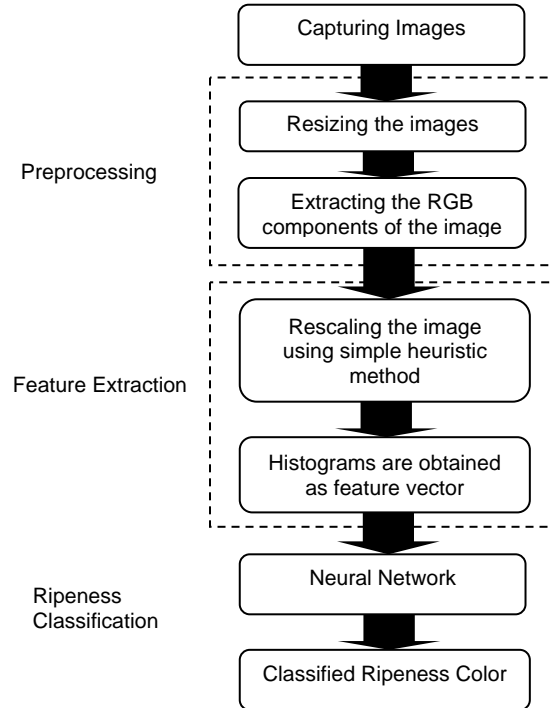 Capturing Images
Preprocessing
Resizing the images
Extracting the RGB
components of the image
Feature Extraction
Rescaling the image
using simple heuristic
method
Histograms are obtained
as feature vector
Ripeness
Classification
Neural Network
Classified Ripeness Color